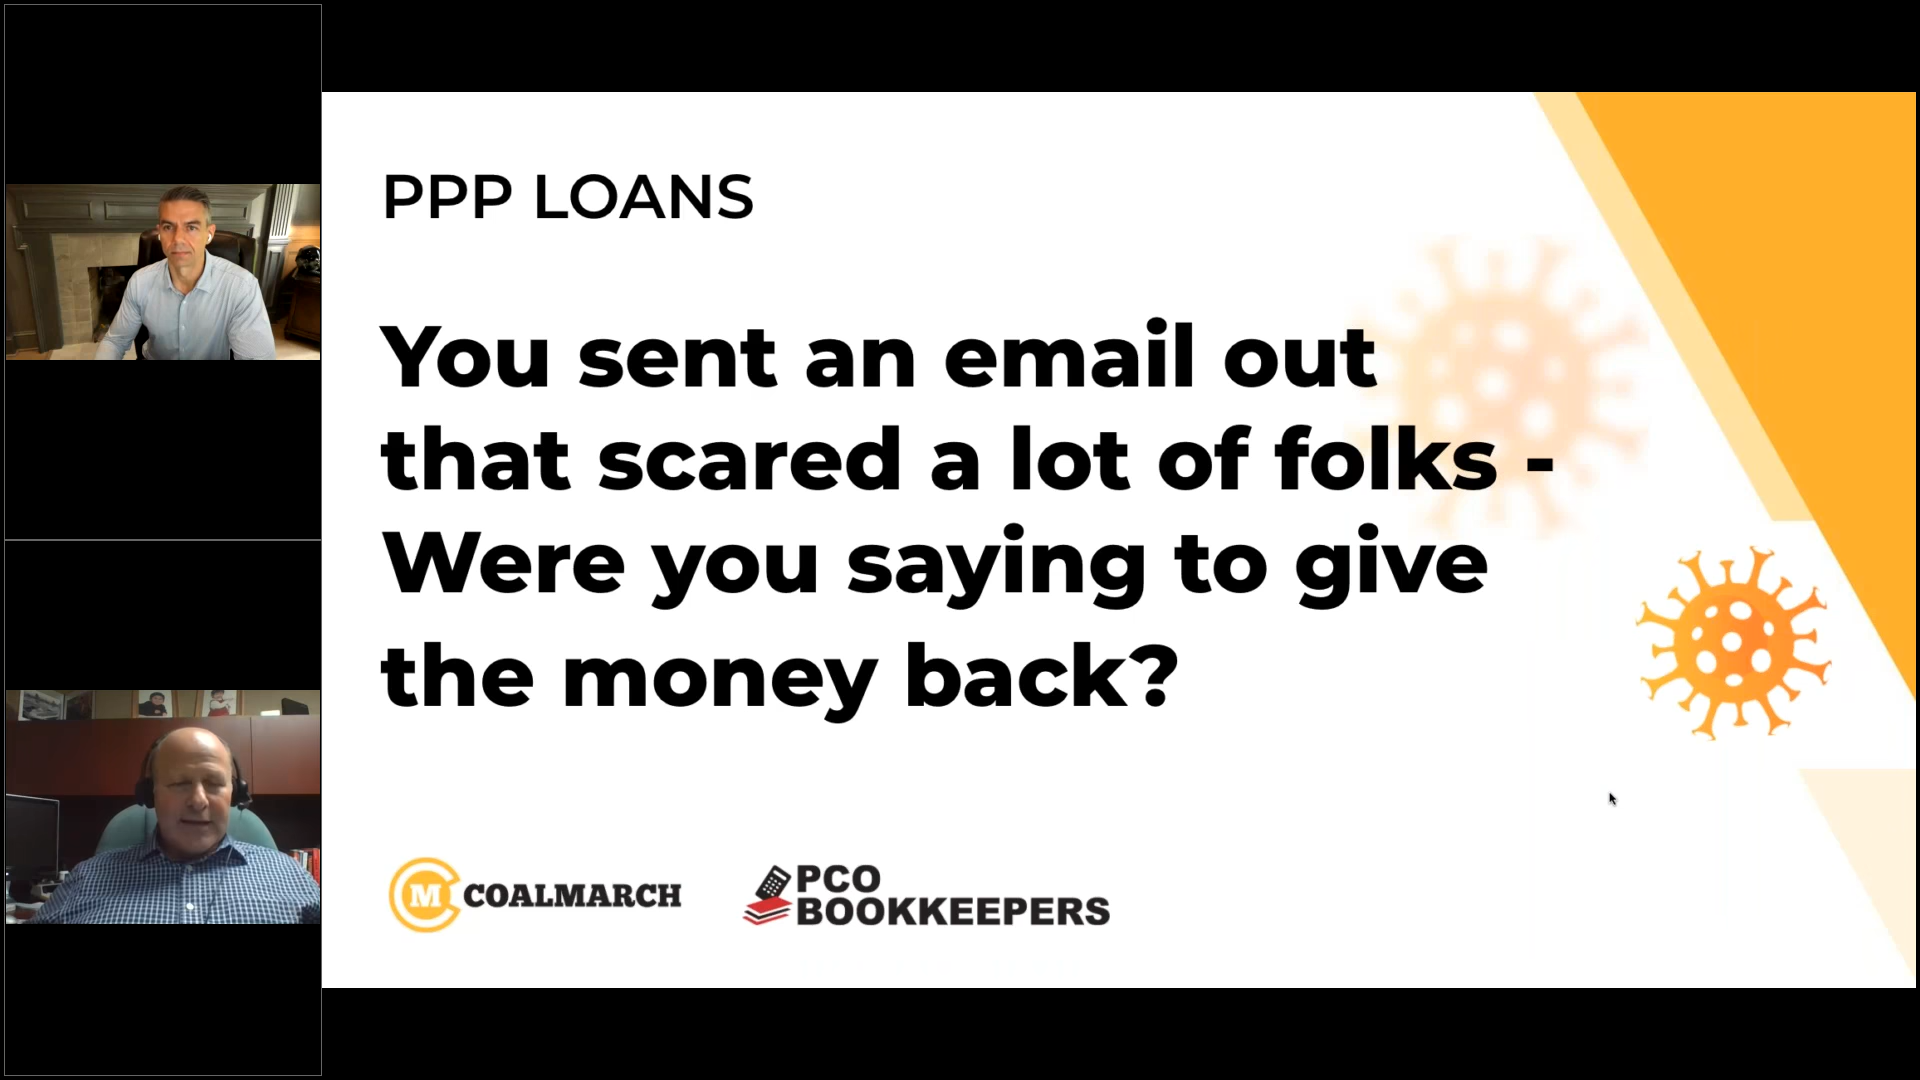 PPP LOANS
You sent an email out
that scared a lot of folks -
Were you saying to give
the money back?
CM COALMARCH
PCO
BOOKKEEPERS